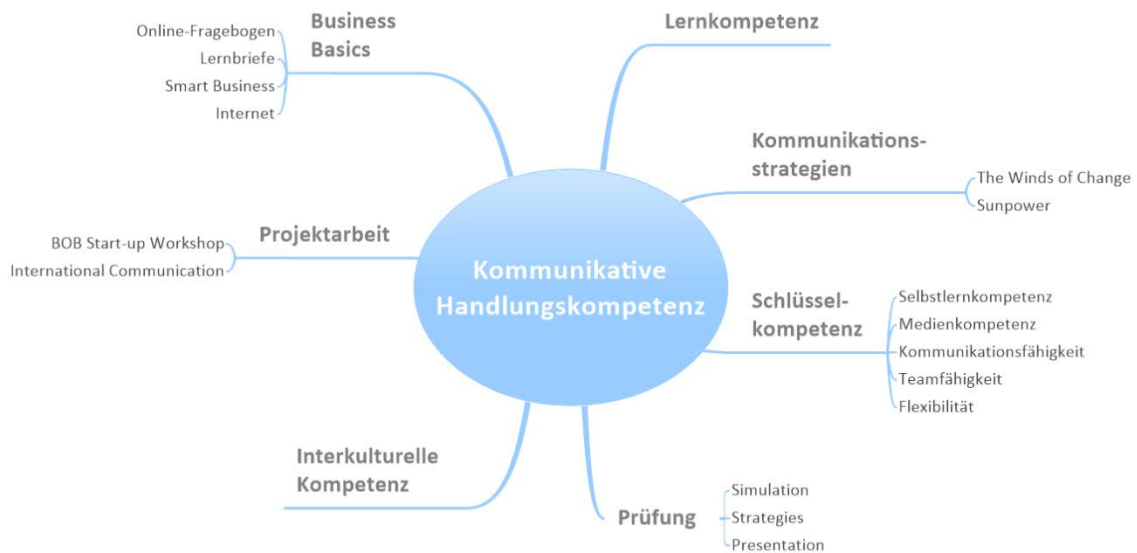 Business
Basics
Online-Fragebogen
Lernbriefe
Smart Business
Internet
Lernkompetenz
Kommunikations-
strategien
The Winds of Change
Sunpower
Projektarbeit
BOB Start-up Workshop
International Communication
Kommunikative
Handlungskompetenz
Schlüssel-
kompetenz
Selbstlernkompetenz
Medienkompetenz
Kommunikationsfähigkeit
Teamfähigkeit
Flexibilität
Interkulturelle
Kompetenz
Prüfung
Simulation
Strategies
Presentation